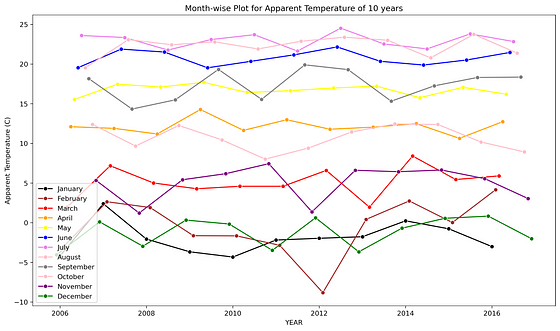 Month-wise Plot for Apparent Temperature of 10 years
Apparent Temperature (C)
25
20
15
10
5
0
−5
−10
January
February
March
April
May
June
July
August
September
October
November
December
2006
2008
2010
2012
2014
2016
YEAR